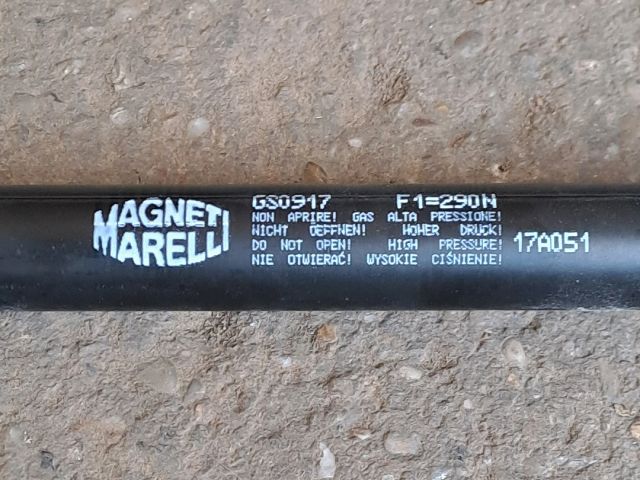 MAGNETI
MARELLI
GS0917 F1=290N
NON APRIRE! GAS ALTA PRESSIONE!
NICHT OEFFNEN! HOHER DRUCK!
DO NOT OPEN! HIGH PRESSURE!
NIE OTWIERAĆ! WYSOKIE CIŚNIENIE!
17A051